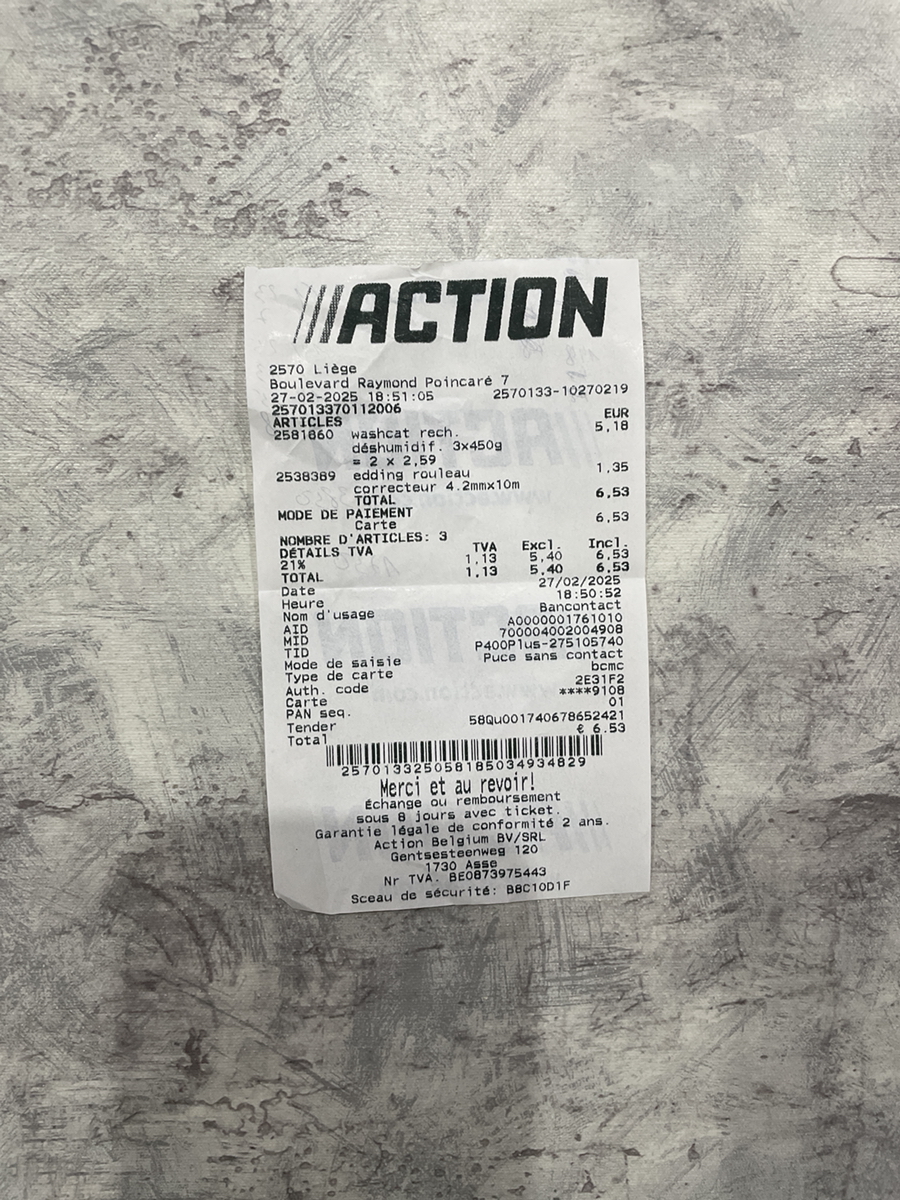 ACTION
2570 Liège
Boulevard Raymond Poincaré 7
27-02-2025 18:51:05 2570133-10270219
257013370112006
ARTICLES EUR
2581860 washcat rech. 5,18
déshumidif. 3x450g
= 2 x 2,59
2538389 edding rouleau 1,35
correcteur 4.2mmx10m
TOTAL 6,53
MODE DE PAIEMENT
Carte 6,53
NOMBRE D'ARTICLES: 3
DÉTAILS TVA TVA Excl. Incl.
21% 1,13 5,40 6,53
TOTAL 1,13 5,40 6,53
Date 27/02/2025
Heure 18:50:52
Nom d'usage Bancontact
AID A0000001761010
MID 700004002004908
TID P400Plus-275105740
Mode de saisie Puce sans contact
Type de carte bcmc
Auth. code 2E31F2
Carte ****9108
PAN seq. 01
Tender 58Qu001740678652421
Total € 6.53
257013325058185034934829
Merci et au revoir!
Échange ou remboursement
sous 8 jours avec ticket.
Garantie légale de conformité 2 ans.
Action Belgium BV/SRL
Gentsesteenweg 120
1730 Asse
Nr TVA. BE0873975443
Sceau de sécurité: B8C10D1F